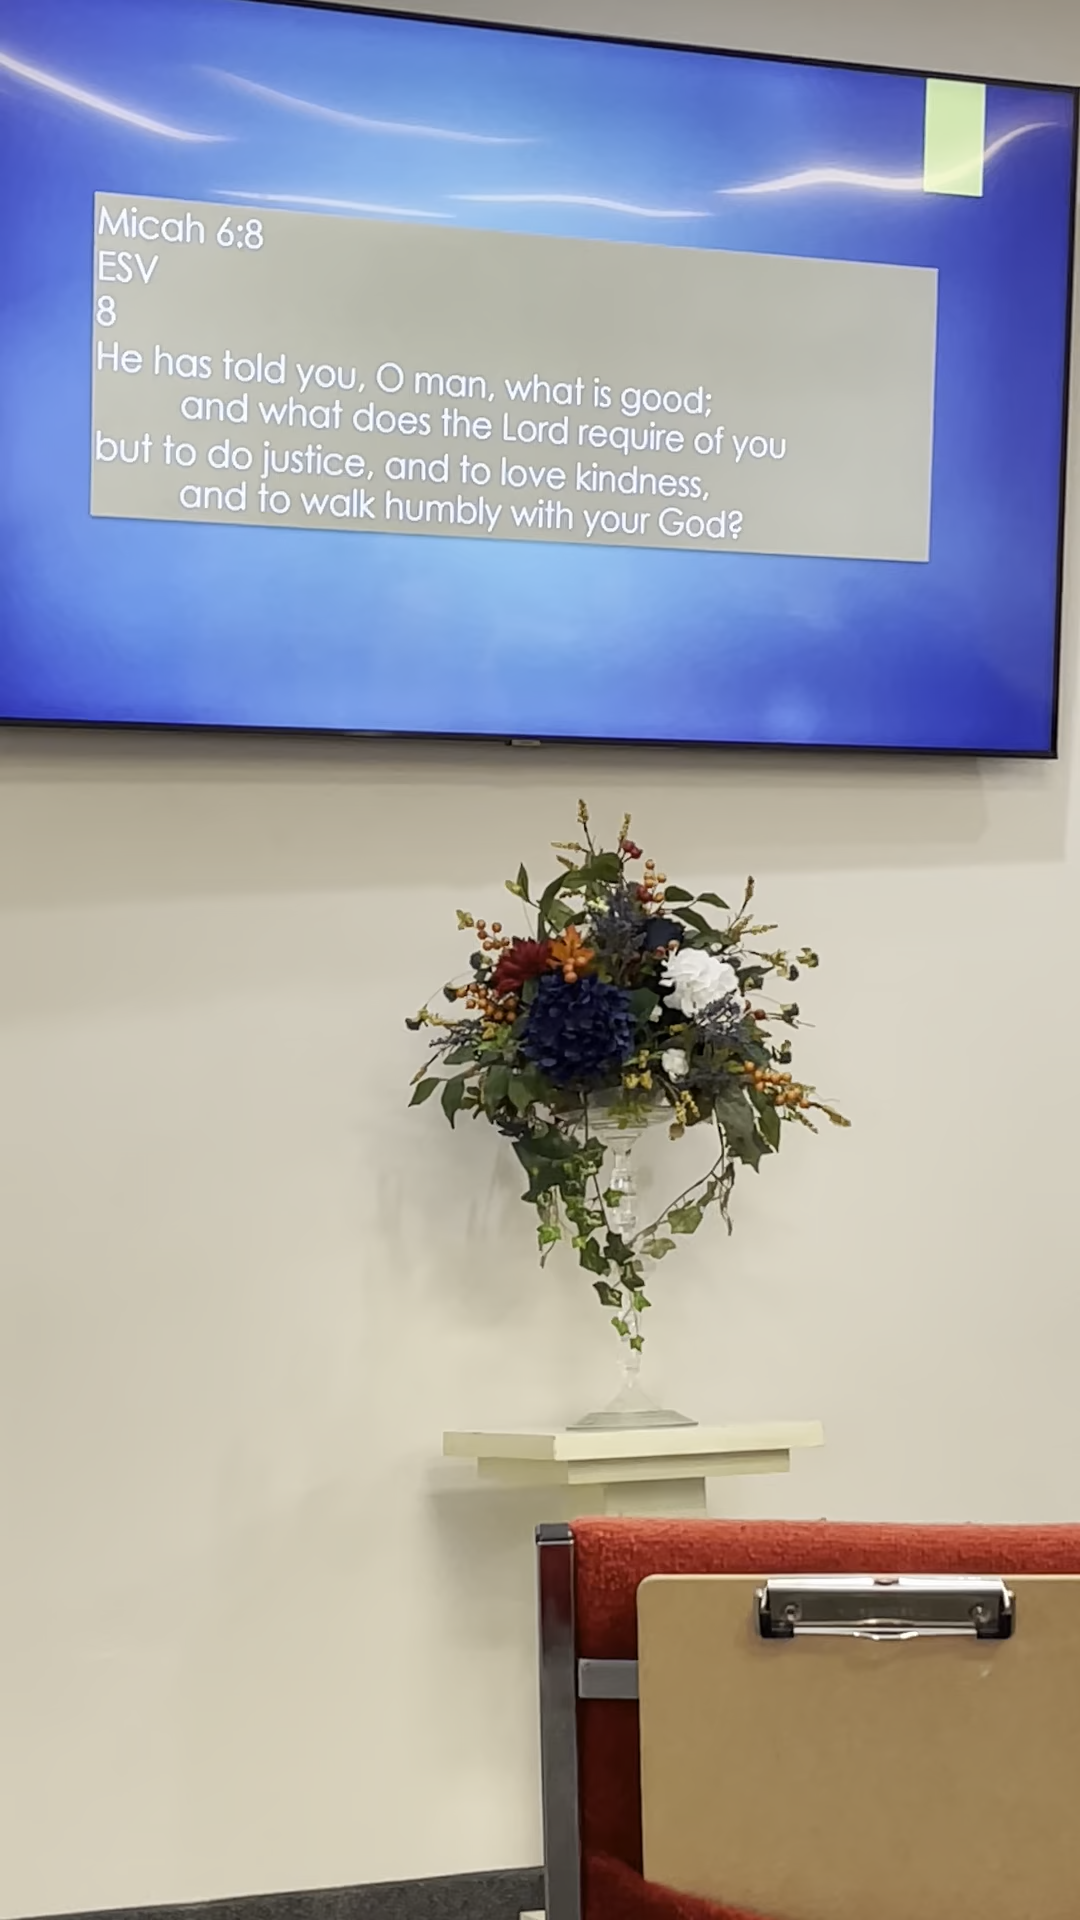 Micah 6:8
ESV
8
He has told you, O man, what is good;
and what does the Lord require of you
but to do justice, and to love kindness,
and to walk humbly with your God?